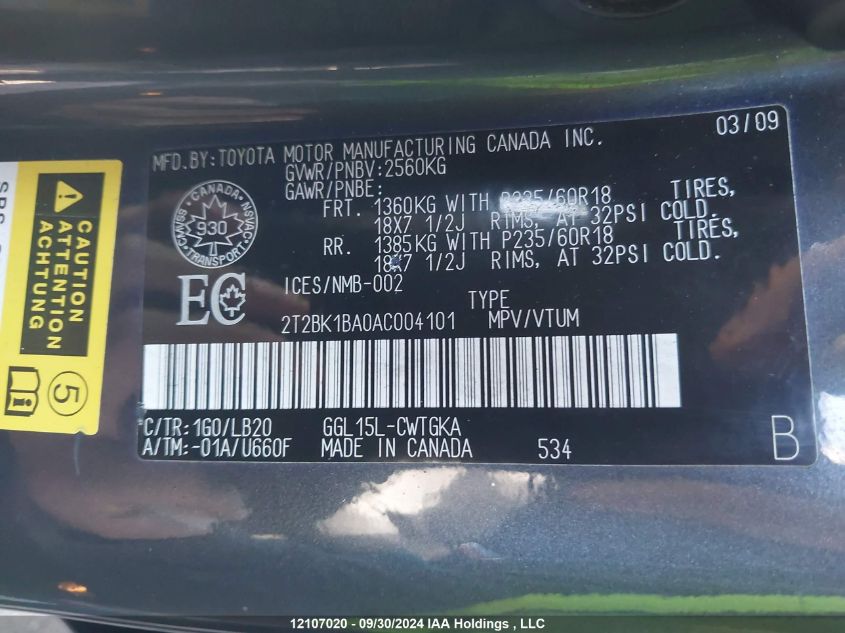 03/09
MFD.BY:TOYOTA MOTOR MANUFACTURING CANADA INC.
GVWR/PNBV:2560KG
GAWR/PNBE:
FRT. 1360KG WITH P235/60R18 TIRES,
18X7 1/2J RIMS, AT 32PSI COLD.
RR. 1385KG WITH P235/60R18 TIRES,
18X7 1/2J RIMS, AT 32PSI COLD.
CANADA
CMVSS 930 NSVAC
TRANSPORT
EC
ICES/NMB-002
TYPE
2T2BK1BA0AC004101 MPV/VTUM
C/TR:1G0/LB20 GGL15L-CWTGKA
A/TM:-01A/U660F MADE IN CANADA 534 B
CAUTION
ATTENTION
ACHTUNG
5
i
12107020 - 09/30/2024 IAA Holdings , LLC